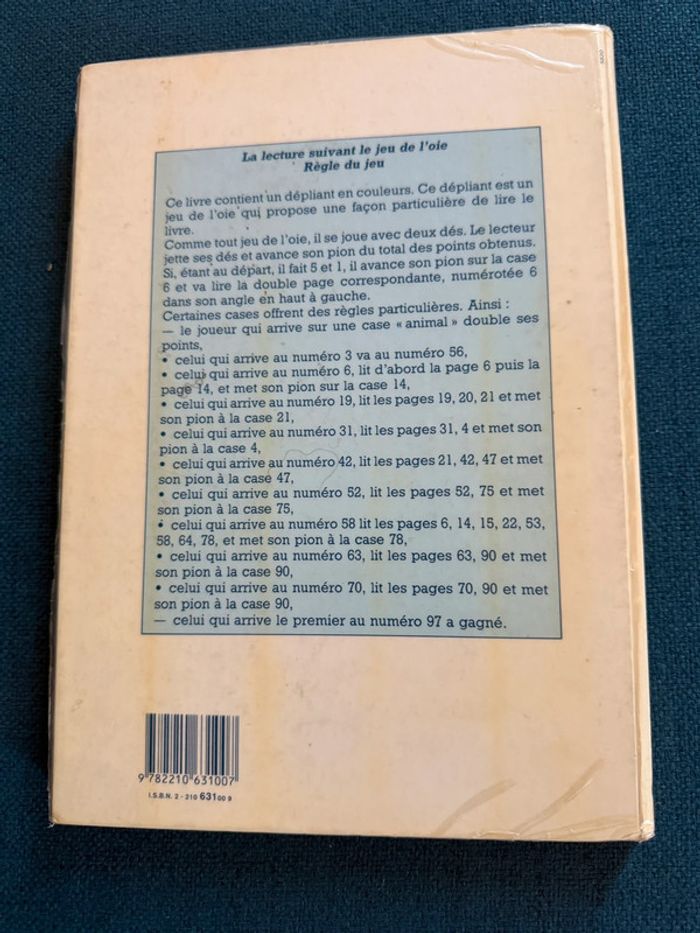 La lecture suivant le jeu de l'oie
Règle du jeu
Ce livre contient un dépliant en couleurs. Ce dépliant est un
jeu de l'oie qui propose une façon particulière de lire le
livre.
Comme tout jeu de l'oie, il se joue avec deux dés. Le lecteur
jette ses dés et avance son pion du total des points obtenus.
Si, étant au départ, il fait 5 et 1, il avance son pion sur la case
6 et va lire la double page correspondante, numérotée 6
dans son angle en haut à gauche.
Certaines cases offrent des règles particulières. Ainsi :
— le joueur qui arrive sur une case « animal » double ses
points,
• celui qui arrive au numéro 3 va au numéro 56,
• celui qui arrive au numéro 6, lit d'abord la page 6 puis la
page 14, et met son pion sur la case 14,
• celui qui arrive au numéro 19, lit les pages 19, 20, 21 et met
son pion à la case 21,
• celui qui arrive au numéro 31, lit les pages 31, 4 et met son
pion à la case 4,
• celui qui arrive au numéro 42, lit les pages 21, 42, 47 et met
son pion à la case 47,
• celui qui arrive au numéro 52, lit les pages 52, 75 et met
son pion à la case 75,
• celui qui arrive au numéro 58 lit les pages 6, 14, 15, 22, 53,
58, 64, 78, et met son pion à la case 78,
• celui qui arrive au numéro 63, lit les pages 63, 90 et met
son pion à la case 90,
• celui qui arrive au numéro 70, lit les pages 70, 90 et met
son pion à la case 90,
— celui qui arrive le premier au numéro 97 a gagné.
9 782210 631007
I.S.B.N. 2 - 210 631 00 9